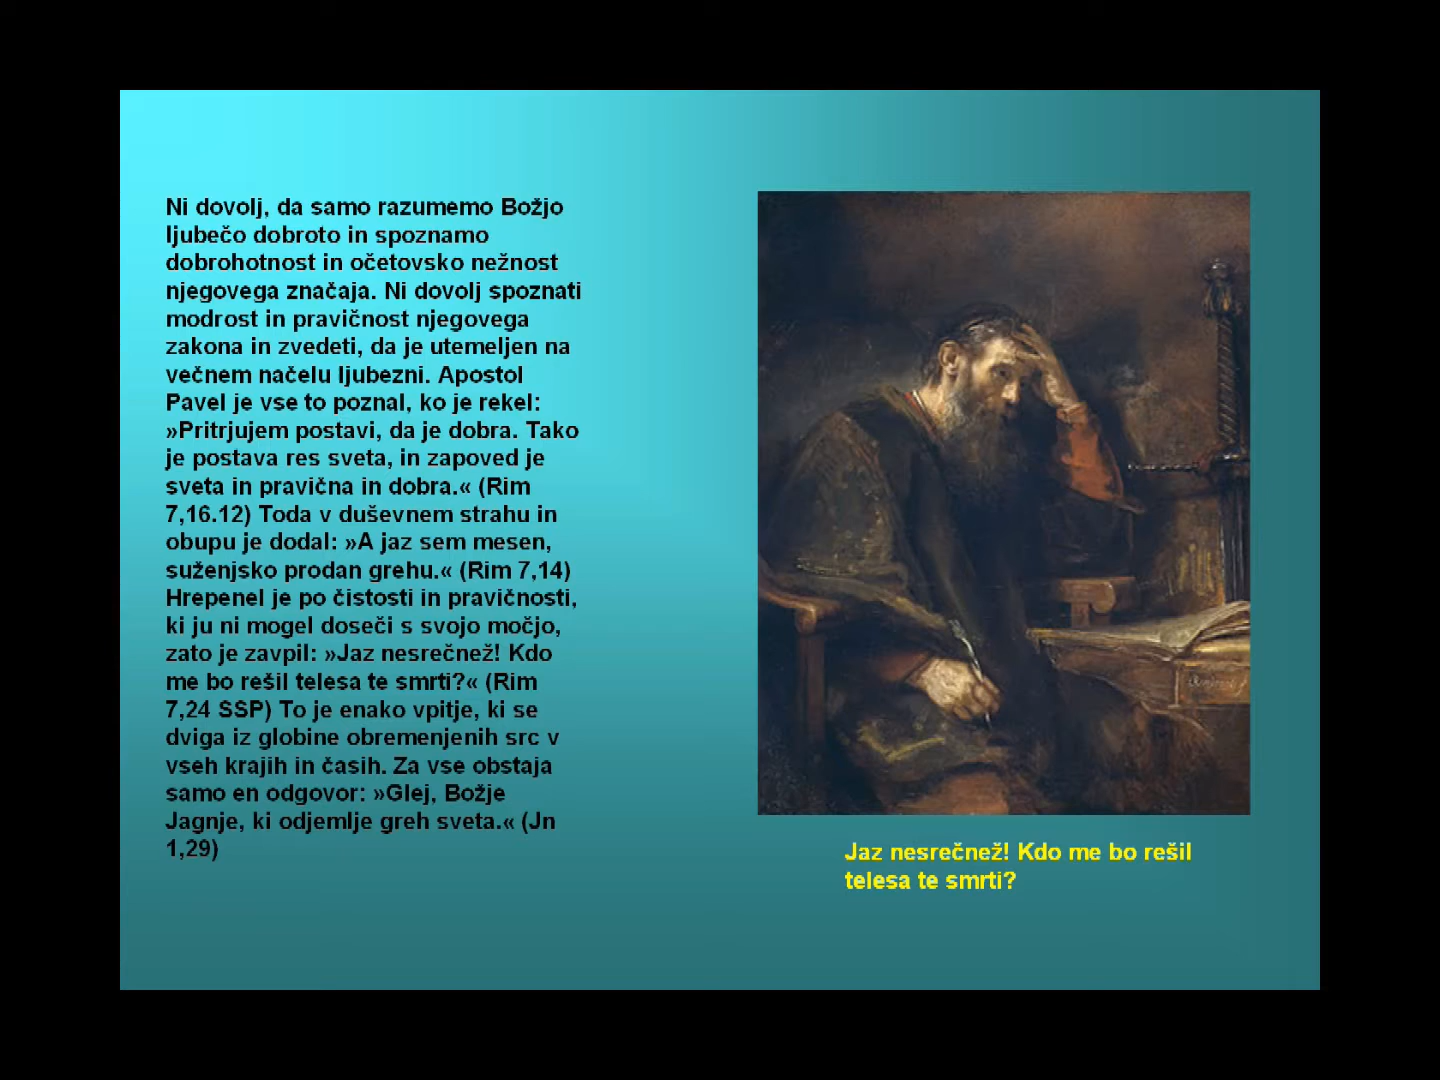 Ni dovolj, da samo razumemo Božjo
ljubečo dobroto in spoznamo
dobrohotnost in očetovsko nežnost
njegovega značaja. Ni dovolj spoznati
modrost in pravičnost njegovega
zakona in zvedeti, da je utemeljen na
večnem načelu ljubezni. Apostol
Pavel je vse to poznal, ko je rekel:
»Pritrjujem postavi, da je dobra. Tako
je postava res sveta, in zapoved je
sveta in pravična in dobra.« (Rim
7,16.12) Toda v duševnem strahu in
obupu je dodal: »A jaz sem mesen,
suženjsko prodan grehu.« (Rim 7,14)
Hrepenel je po čistosti in pravičnosti,
ki ju ni mogel doseči s svojo močjo,
zato je zavpil: »Jaz nesrečnež! Kdo
me bo rešil telesa te smrti?« (Rim
7,24 SSP) To je enako vpitje, ki se
dviga iz globine obremenjenih src v
vseh krajih in časih. Za vse obstaja
samo en odgovor: »Glej, Božje
Jagnje, ki odjemlje greh sveta.« (Jn
1,29)
Jaz nesrečnež! Kdo me bo rešil
telesa te smrti?